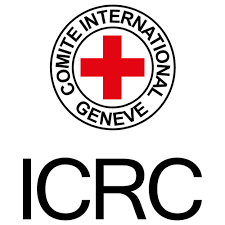 COMITE INTERNATIONAL
GENEVE
ICRC